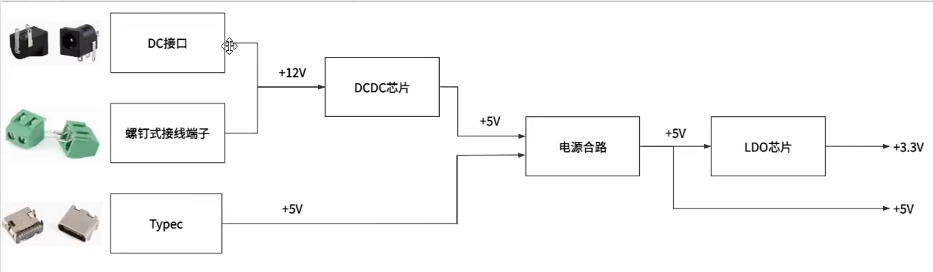 DC接口
+12V
DCDC芯片
螺钉式接线端子
+5V
电源合路
+5V
LDO芯片
+3.3V
Typec
+5V
+5V